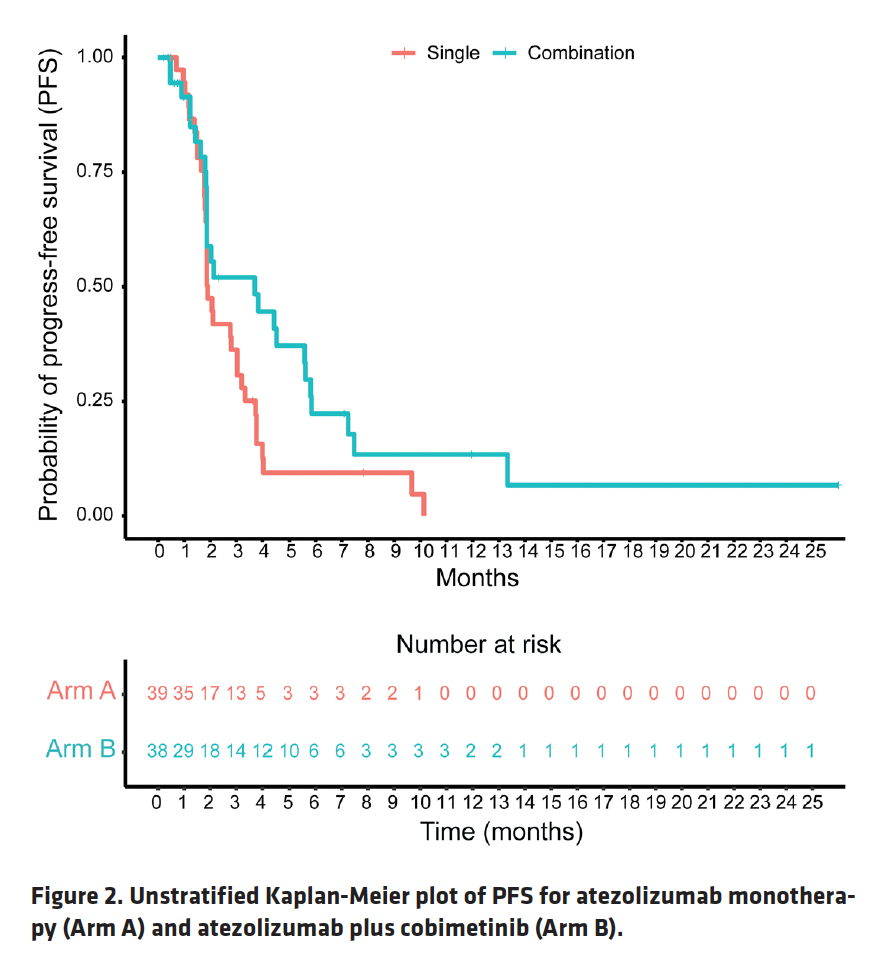 Single Combination
Probability of progress-free survival (PFS)
1.00
0.75
0.50
0.25
0.00
0 1 2 3 4 5 6 7 8 9 10 11 12 13 14 15 16 17 18 19 20 21 22 23 24 25
Months
Number at risk
Arm A 39 35 17 13 5 3 3 3 2 2 1 0 0 0 0 0 0 0 0 0 0 0 0 0 0 0
Arm B 38 29 18 14 12 10 6 6 3 3 3 3 2 2 1 1 1 1 1 1 1 1 1 1 1 1
0 1 2 3 4 5 6 7 8 9 10 11 12 13 14 15 16 17 18 19 20 21 22 23 24 25
Time (months)
Figure 2. Unstratified Kaplan-Meier plot of PFS for atezolizumab monothera-
py (Arm A) and atezolizumab plus cobimetinib (Arm B).